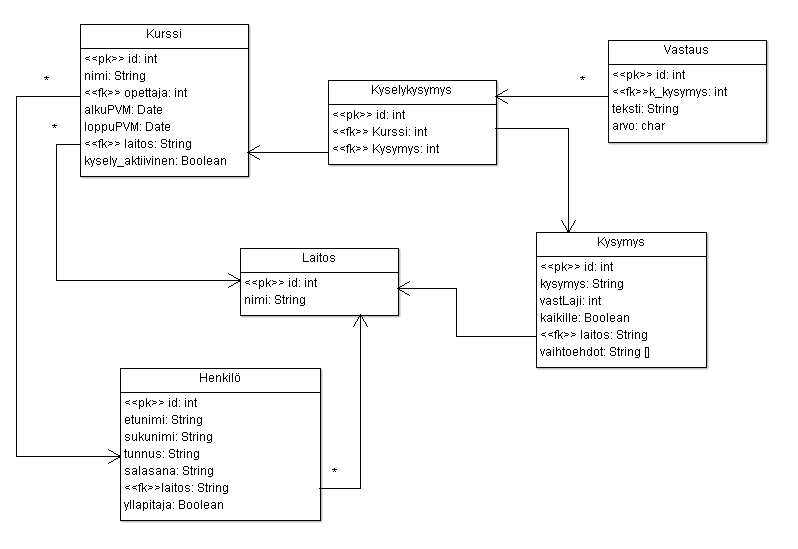 Kurssi
<<pk>> id: int
nimi: String
<<fk>> opettaja: int
alkuPVM: Date
loppuPVM: Date
<<fk>> laitos: String
kysely_aktiivinen: Boolean
*
*
Kyselykysymys
<<pk>> id: int
<<fk>> Kurssi: int
<<fk>> Kysymys: int
*
Vastaus
<<pk>> id: int
<<fk>>k_kysymys: int
teksti: String
arvo: char
Laitos
<<pk>> id: int
nimi: String
Kysymys
<<pk>> id: int
kysymys: String
vastLaji: int
kaikille: Boolean
<<fk>> laitos: String
vaihtoehdot: String []
Henkilö
<<pk>> id: int
etunimi: String
sukunimi: String
tunnus: String
salasana: String
<<fk>>laitos: String
yllapitaja: Boolean
*